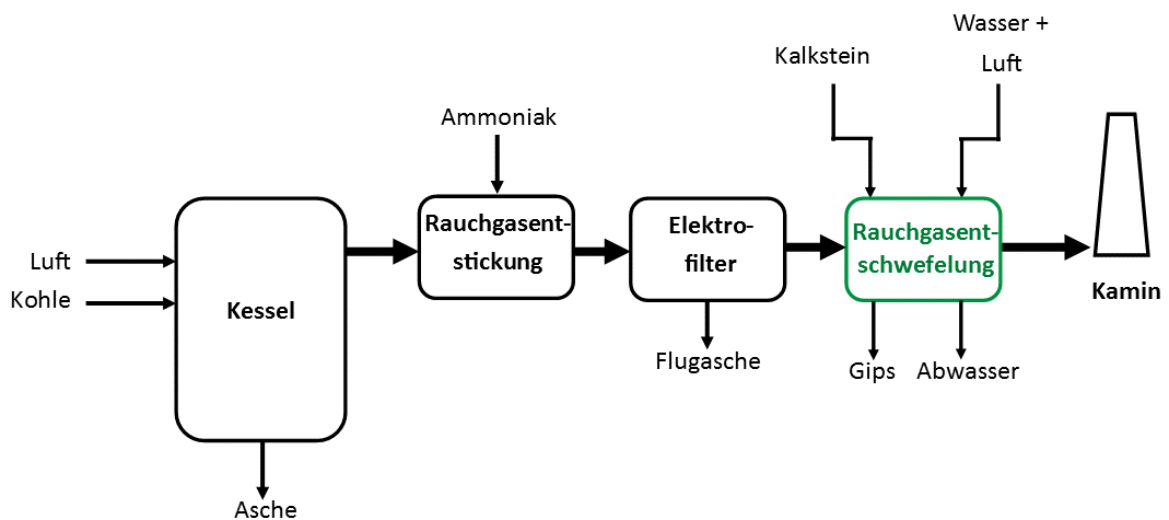 Wasser +
Luft
Kalkstein
Ammoniak
Rauchgasent-
stickung
Elektro-
filter
Rauchgasent-
schwefelung
Luft
Kohle
Kessel
Kamin
Flugasche
Gips
Abwasser
Asche